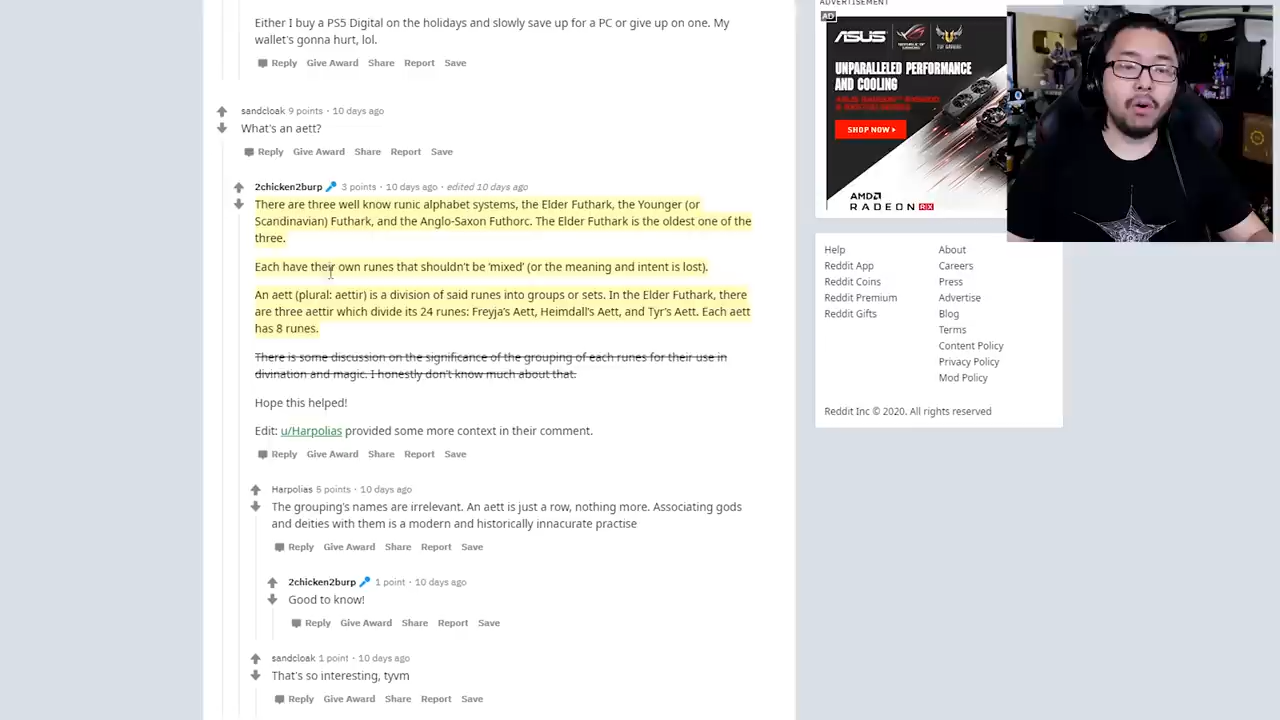 ADVERTISEMENT
Either I buy a PS5 Digital on the holidays and slowly save up for a PC or give up on one. My
wallet's gonna hurt, lol.
Reply Give Award Share Report Save
sandcloak 9 points · 10 days ago
What's an aett?
Reply Give Award Share Report Save
2chicken2burp 3 points · 10 days ago · edited 10 days ago
There are three well know runic alphabet systems, the Elder Futhark, the Younger (or
Scandinavian) Futhark, and the Anglo-Saxon Futhorc. The Elder Futhark is the oldest one of the
three.
Each have their own runes that shouldn't be 'mixed' (or the meaning and intent is lost).
An aett (plural: aettir) is a division of said runes into groups or sets. In the Elder Futhark, there
are three aettir which divide its 24 runes: Freyja's Aett, Heimdall's Aett, and Tyr's Aett. Each aett
has 8 runes.
There is some discussion on the significance of the grouping of each runes for their use in
divination and magic. I honestly don't know much about that.
Hope this helped!
Edit: u/Harpolias provided some more context in their comment.
Reply Give Award Share Report Save
Harpolias 5 points · 10 days ago
The grouping's names are irrelevant. An aett is just a row, nothing more. Associating gods
and deities with them is a modern and historically innacurate practise
Reply Give Award Share Report Save
2chicken2burp 1 point · 10 days ago
Good to know!
Reply Give Award Share Report Save
sandcloak 1 point · 10 days ago
That's so interesting, tyvm
Reply Give Award Share Report Save
AD
ASUS
UNPARALLELED PERFORMANCE
AND COOLING
SHOP NOW
AMD
RADEON RX
Help About
Reddit App Careers
Reddit Coins Press
Reddit Premium Advertise
Reddit Gifts Blog
Terms
Content Policy
Privacy Policy
Mod Policy
Reddit Inc © 2020. All rights reserved